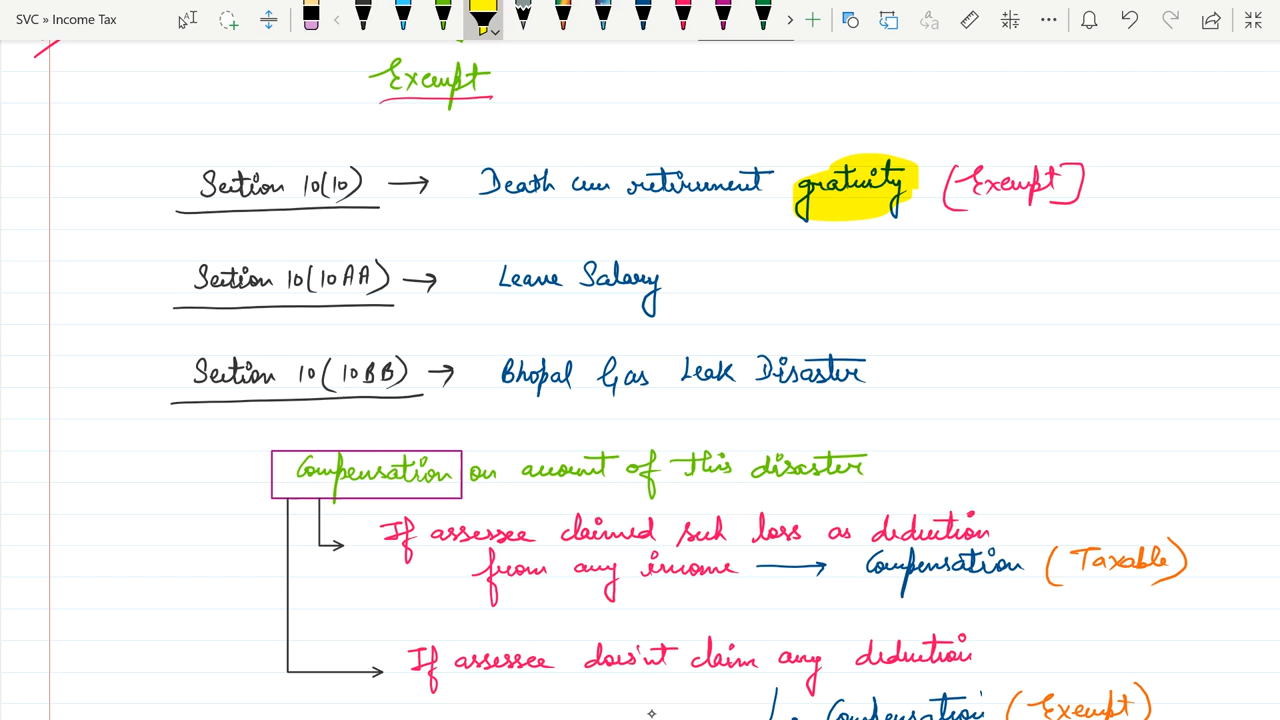 SVC » Income Tax
Exempt
Section 10(10) → Death cum retirement gratuity (Exempt]
Section 10(10AA) → Leave Salary
Section 10(10BB) → Bhopal Gas Leak Disaster
Compensation on account of this disaster
If assessee claimed such loss as deduction
from any income → Compensation (Taxable)
If assessee does'nt claim any deduction
Compensation (Exempt)